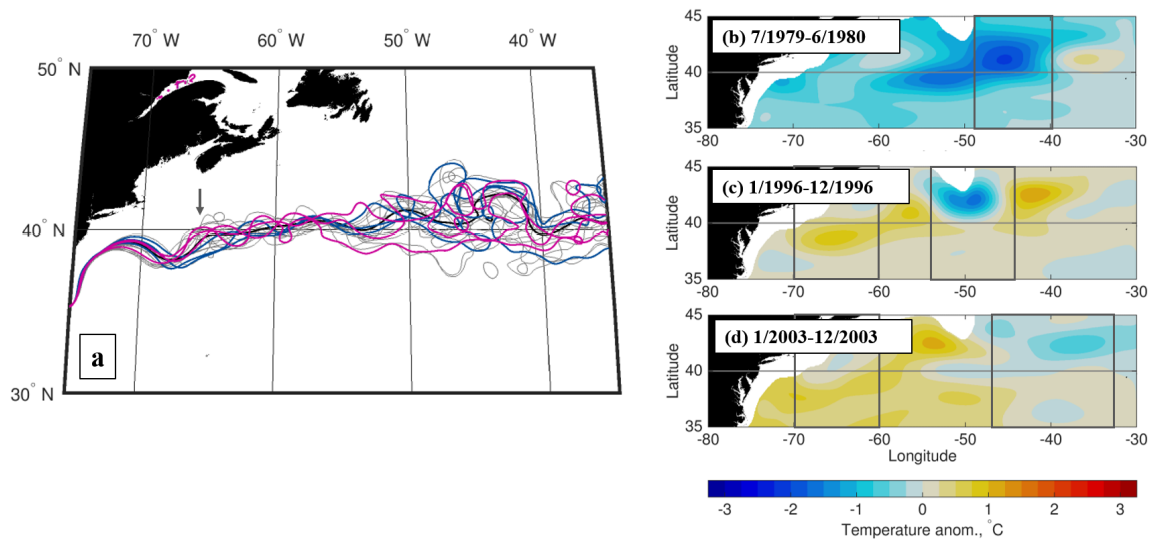 70° W 60° W 50° W 40° W
50° N
40° N
30° N
a
(b) 7/1979-6/1980
Latitude
45
40
35
-80 -70 -60 -50 -40 -30
(c) 1/1996-12/1996
Latitude
45
40
35
-80 -70 -60 -50 -40 -30
(d) 1/2003-12/2003
Latitude
45
40
35
-80 -70 -60 -50 -40 -30
Longitude
-3 -2 -1 0 1 2 3
Temperature anom., °C